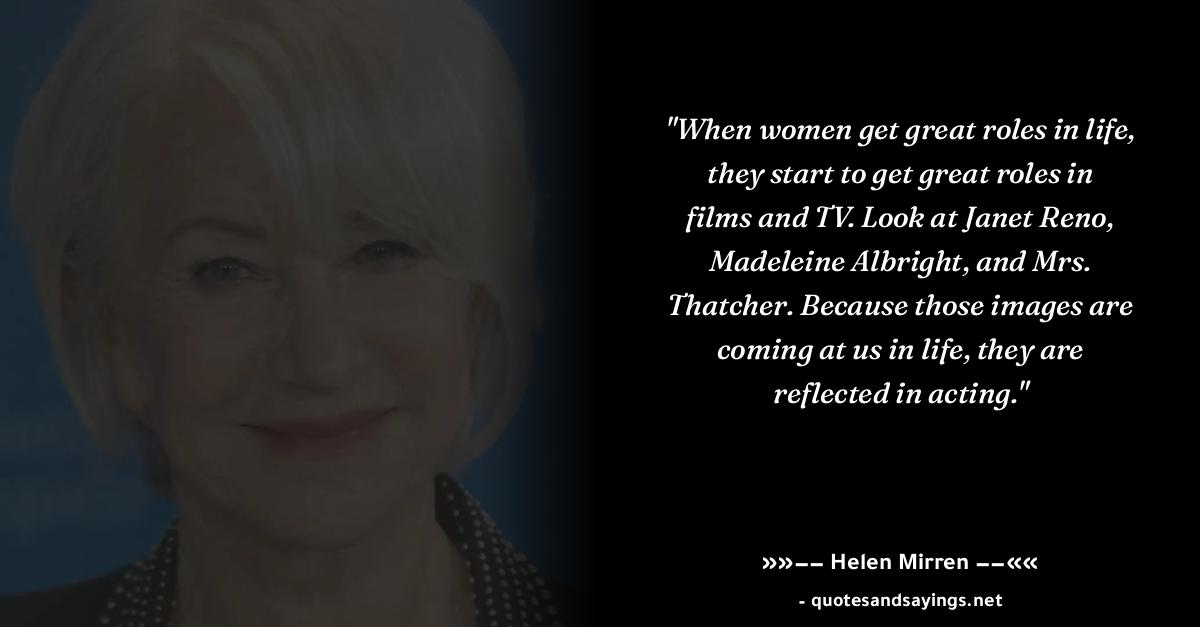 "When women get great roles in life,
they start to get great roles in
films and TV. Look at Janet Reno,
Madeleine Albright, and Mrs.
Thatcher. Because those images are
coming at us in life, they are
reflected in acting."
»»−− Helen Mirren −−««
- quotesandsayings.net